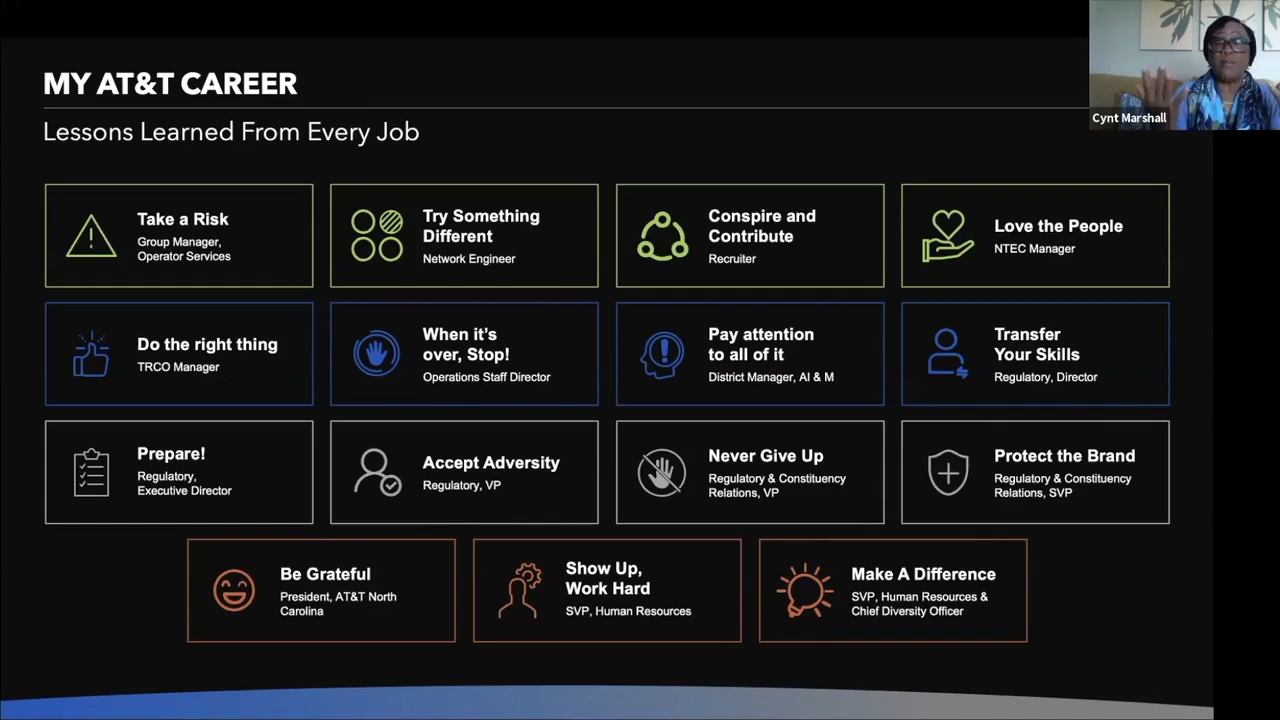 MY AT&T CAREER
Lessons Learned From Every Job
Cynt Marshall
Take a Risk
Group Manager,
Operator Services
Try Something
Different
Network Engineer
Conspire and
Contribute
Recruiter
Love the People
NTEC Manager
Do the right thing
TRCO Manager
When it's
over, Stop!
Operations Staff Director
Pay attention
to all of it
District Manager, AI & M
Transfer
Your Skills
Regulatory, Director
Prepare!
Regulatory,
Executive Director
Accept Adversity
Regulatory, VP
Never Give Up
Regulatory & Constituency
Relations, VP
Protect the Brand
Regulatory & Constituency
Relations, SVP
Be Grateful
President, AT&T North
Carolina
Show Up,
Work Hard
SVP, Human Resources
Make A Difference
SVP, Human Resources &
Chief Diversity Officer